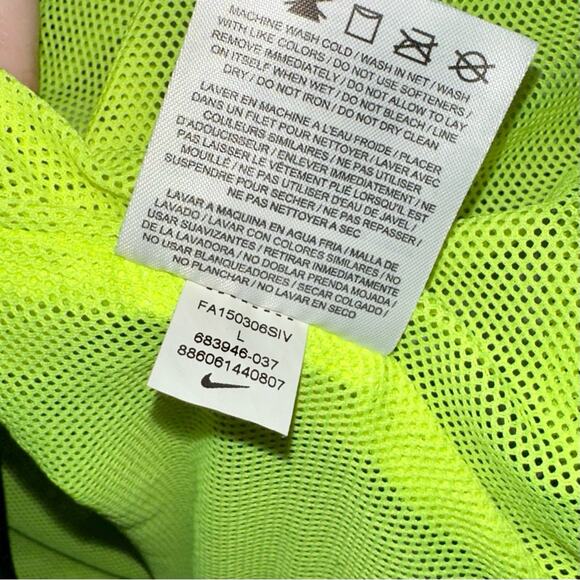 MACHINE WASH COLD / WASH IN NET / WASH
WITH LIKE COLORS / DO NOT USE SOFTENERS /
REMOVE IMMEDIATELY / DO NOT ALLOW TO LAY
ON ITSELF WHEN WET / DO NOT BLEACH / LINE
DRY / DO NOT IRON / DO NOT DRY CLEAN
LAVER EN MACHINE A L'EAU FROIDE / PLACER
DANS UN FILET POUR NETTOYER / LAVER AVEC
COULEURS SIMILAIRES / NE PAS UTILISER
D'ADOUCISSEUR / ENLEVER IMMEDIATEMENT / NE
PAS LAISSER LE VÊTEMENT PLIÉ LORSQU'IL EST
MOUILLE / NE PAS UTILISER D'EAU DE JAVEL /
SUSPENDRE POUR SECHER / NE PAS REPASSER /
NE PAS NETTOYER A SEC
LAVAR A MAQUINA EN AGUA FRIA / MALLA DE
LAVADO / LAVAR CON COLORES SIMILARES / NO
USAR SUAVIZANTES / RETIRAR INMEDIATAMENTE
DE LA LAVADORA / NO DOBLAR PRENDA MOJADA /
NO USAR BLANQUEADORES / SECAR COLGADO /
NO PLANCHAR / NO LAVAR EN SECO
FA150306SIV
L
683946-037
886061440807